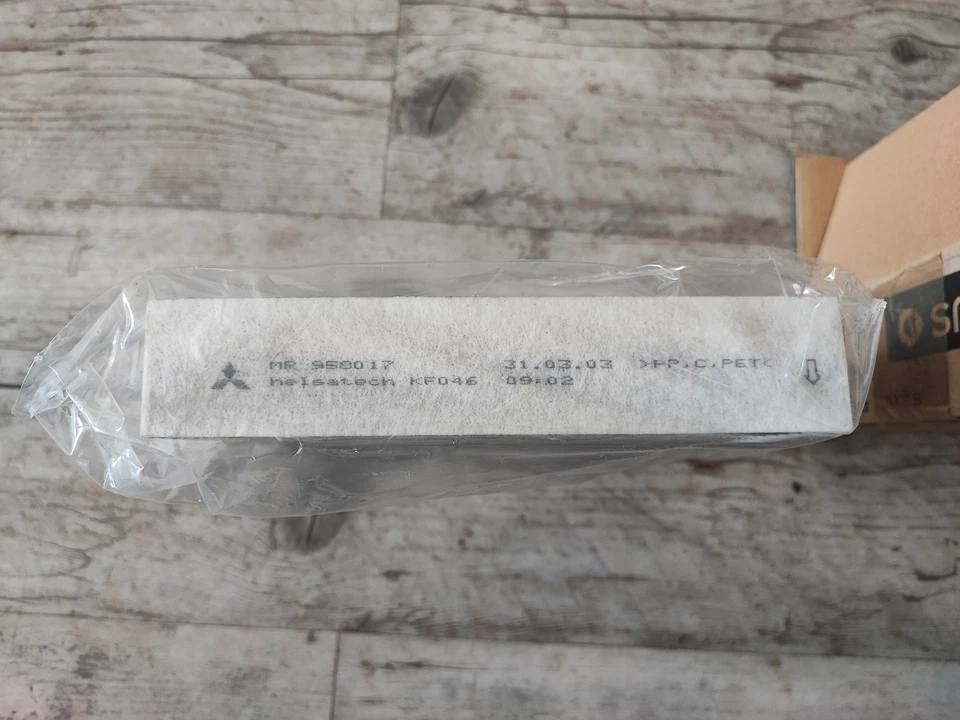 MR 958017 31.03.03 >PP.C.PET<
helsatech KF046 09:02